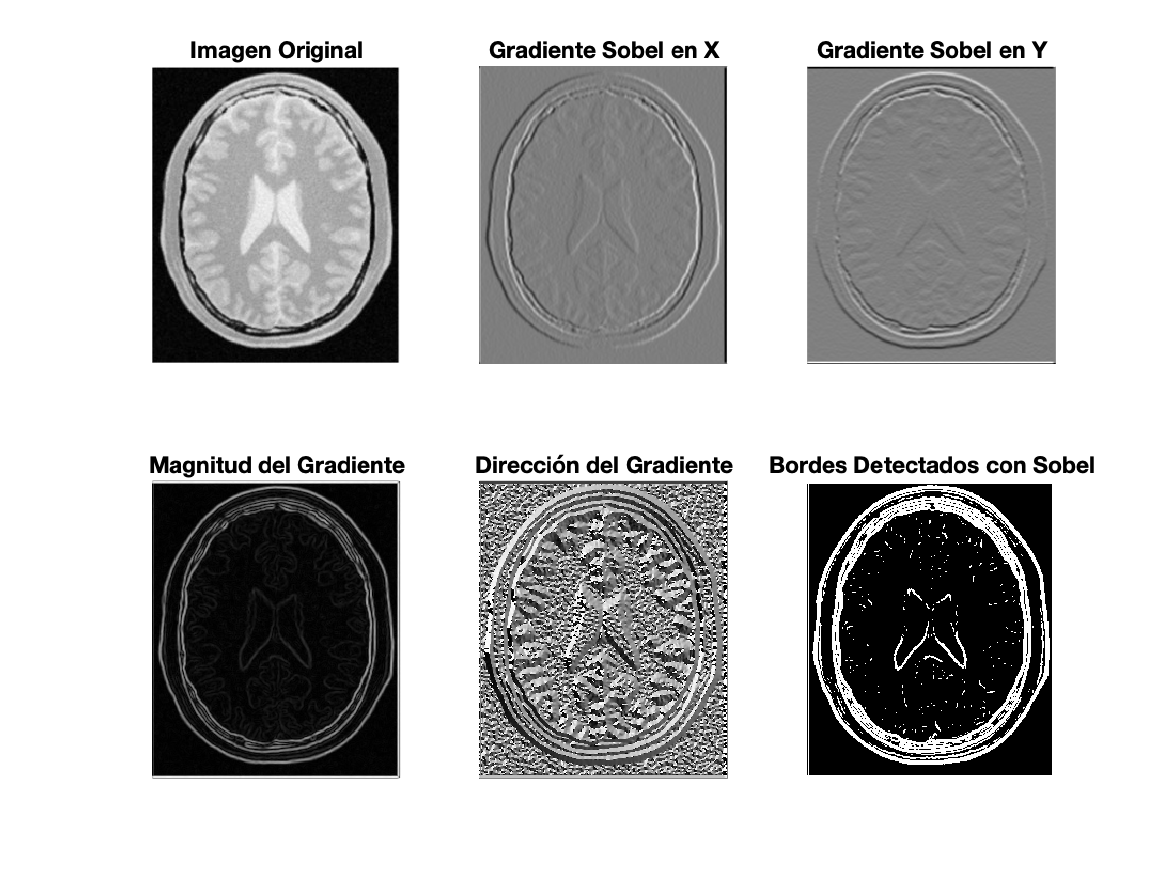 Imagen Original
Gradiente Sobel en X
Gradiente Sobel en Y
Magnitud del Gradiente
Dirección del Gradiente
Bordes Detectados con Sobel